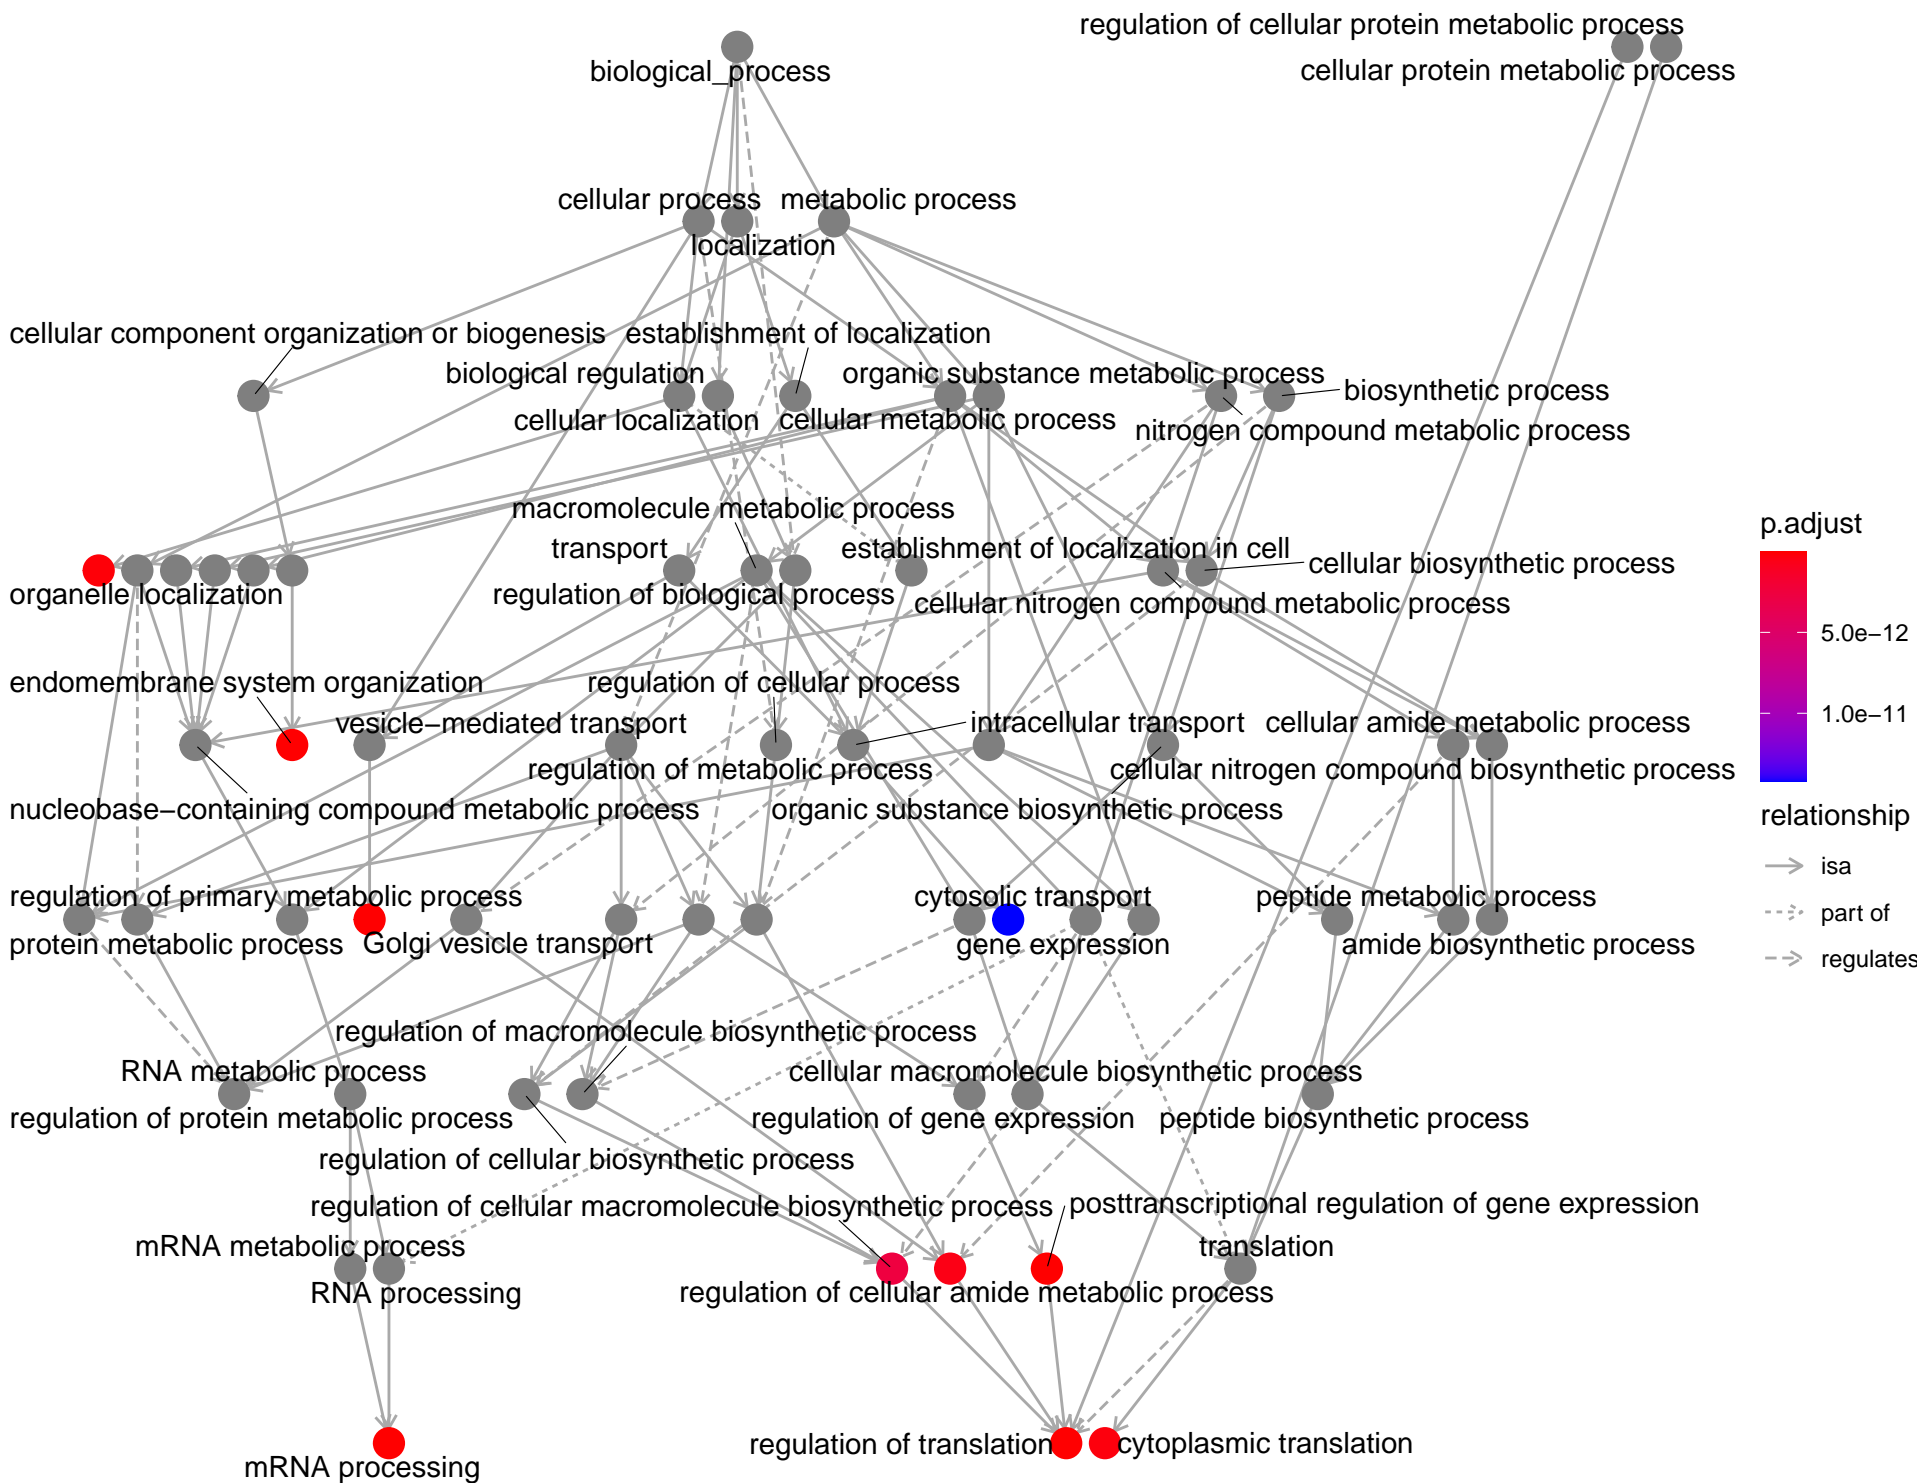 regulation of cellular protein metabolic process
biological_process
cellular protein metabolic process
cellular process
metabolic process
localization
cellular component organization or biogenesis
establishment of localization
biological regulation
organic substance metabolic process
biosynthetic process
cellular localization
cellular metabolic process
nitrogen compound metabolic process
macromolecule metabolic process
transport
establishment of localization in cell
cellular biosynthetic process
organelle localization
regulation of biological process
cellular nitrogen compound metabolic process
endomembrane system organization
regulation of cellular process
vesicle−mediated transport
intracellular transport
cellular amide metabolic process
regulation of metabolic process
cellular nitrogen compound biosynthetic process
nucleobase−containing compound metabolic process
organic substance biosynthetic process
regulation of primary metabolic process
cytosolic transport
peptide metabolic process
protein metabolic process
Golgi vesicle transport
gene expression
amide biosynthetic process
regulation of macromolecule biosynthetic process
RNA metabolic process
cellular macromolecule biosynthetic process
regulation of protein metabolic process
regulation of gene expression
peptide biosynthetic process
regulation of cellular biosynthetic process
regulation of cellular macromolecule biosynthetic process
posttranscriptional regulation of gene expression
mRNA metabolic process
translation
RNA processing
regulation of cellular amide metabolic process
regulation of translation
cytoplasmic translation
mRNA processing
p.adjust
5.0e−12
1.0e−11
relationship
isa
part of
regulates